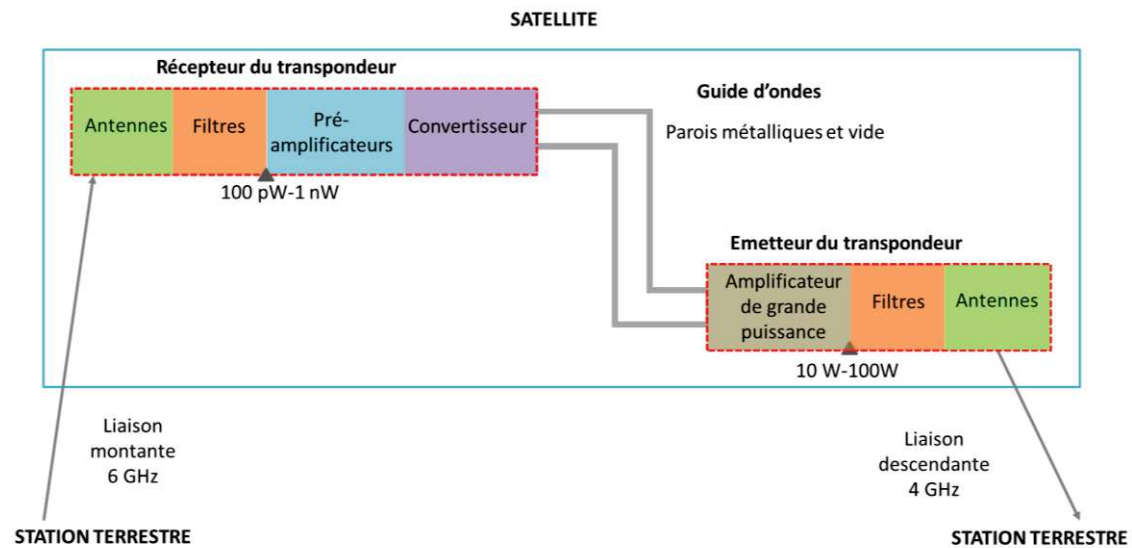 SATELLITE
Récepteur du transpondeur
Antennes
Filtres
Pré-
amplificateurs
Convertisseur
100 pW-1 nW
Guide d'ondes
Parois métalliques et vide
Emetteur du transpondeur
Amplificateur
de grande
puissance
Filtres
Antennes
10 W-100W
Liaison
montante
6 GHz
Liaison
descendante
4 GHz
STATION TERRESTRE
STATION TERRESTRE